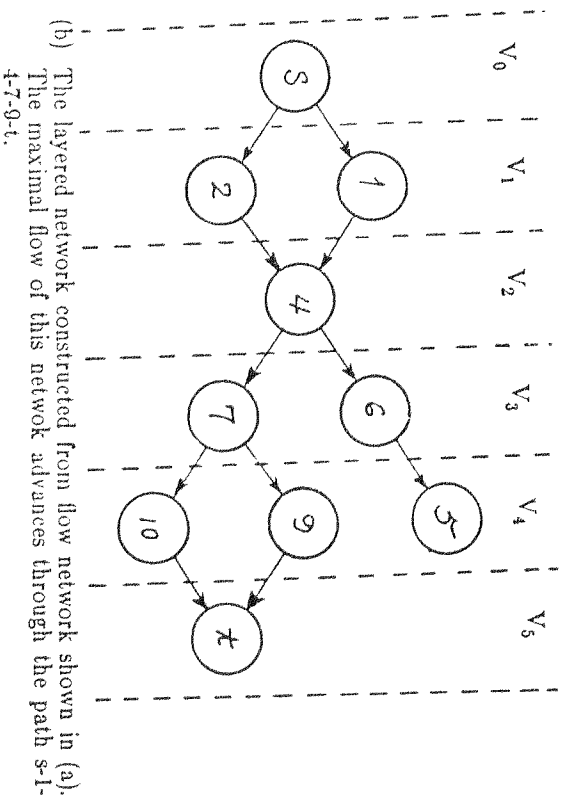 V0 V1 V2 V3 V4 V5
1 6 5
S 4 9 t
2 7 10
(b) The layered network constructed from flow network shown in (a).
The maximal flow of this netwok advances through the path s-1-
4-7-9-t.